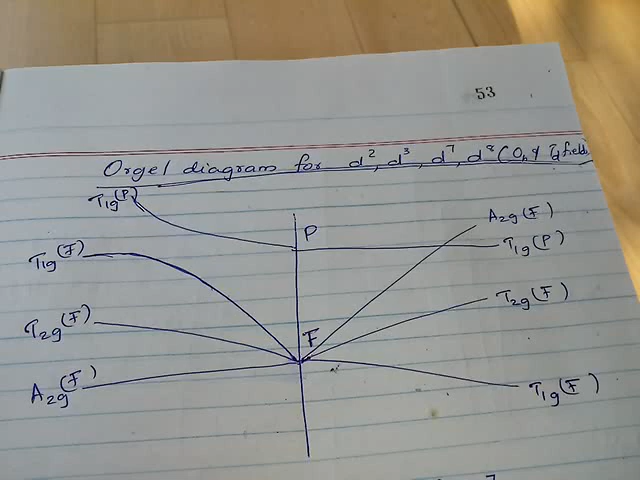 53
Orgel diagram for d², d³, d⁷, d⁸ (Oh & Td field)
T₁g(P)
P
A₂g(F)
T₁g(P)
T₁g(F)
T₂g(F)
T₂g(F)
F
A₂g(F)
T₁g(F)